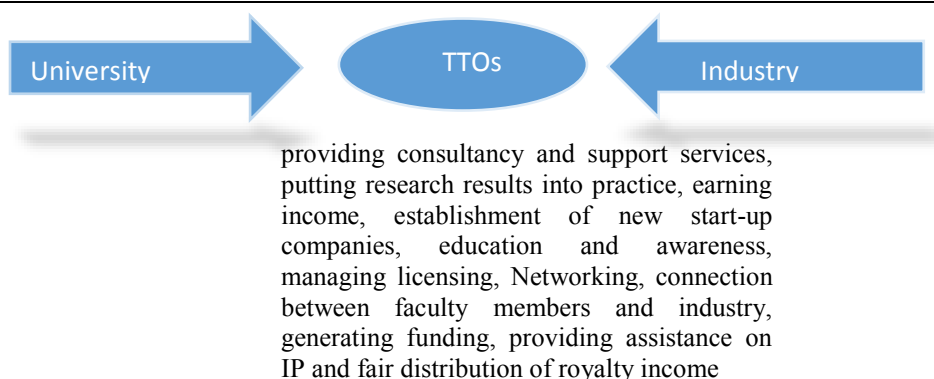 University
TTOs
Industry
providing consultancy and support services,
putting research results into practice, earning
income, establishment of new start-up
companies, education and awareness,
managing licensing, Networking, connection
between faculty members and industry,
generating funding, providing assistance on
IP and fair distribution of royalty income